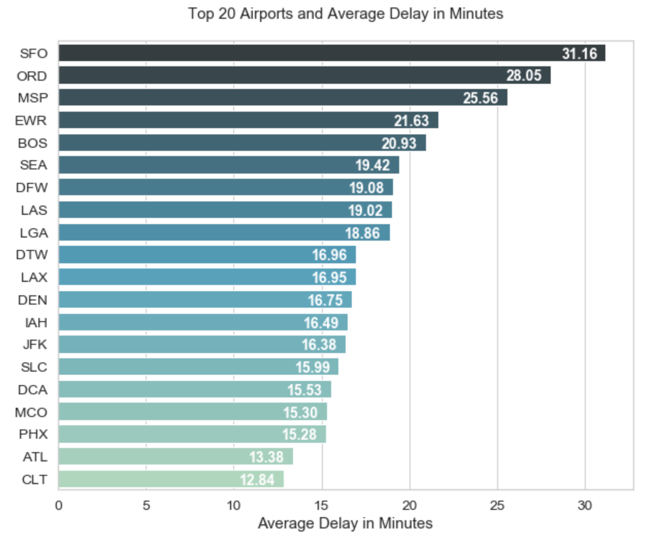 Top 20 Airports and Average Delay in Minutes
SFO 31.16
ORD 28.05
MSP 25.56
EWR 21.63
BOS 20.93
SEA 19.42
DFW 19.08
LAS 19.02
LGA 18.86
DTW 16.96
LAX 16.95
DEN 16.75
IAH 16.49
JFK 16.38
SLC 15.99
DCA 15.53
MCO 15.30
PHX 15.28
ATL 13.38
CLT 12.84
0 5 10 15 20 25 30
Average Delay in Minutes